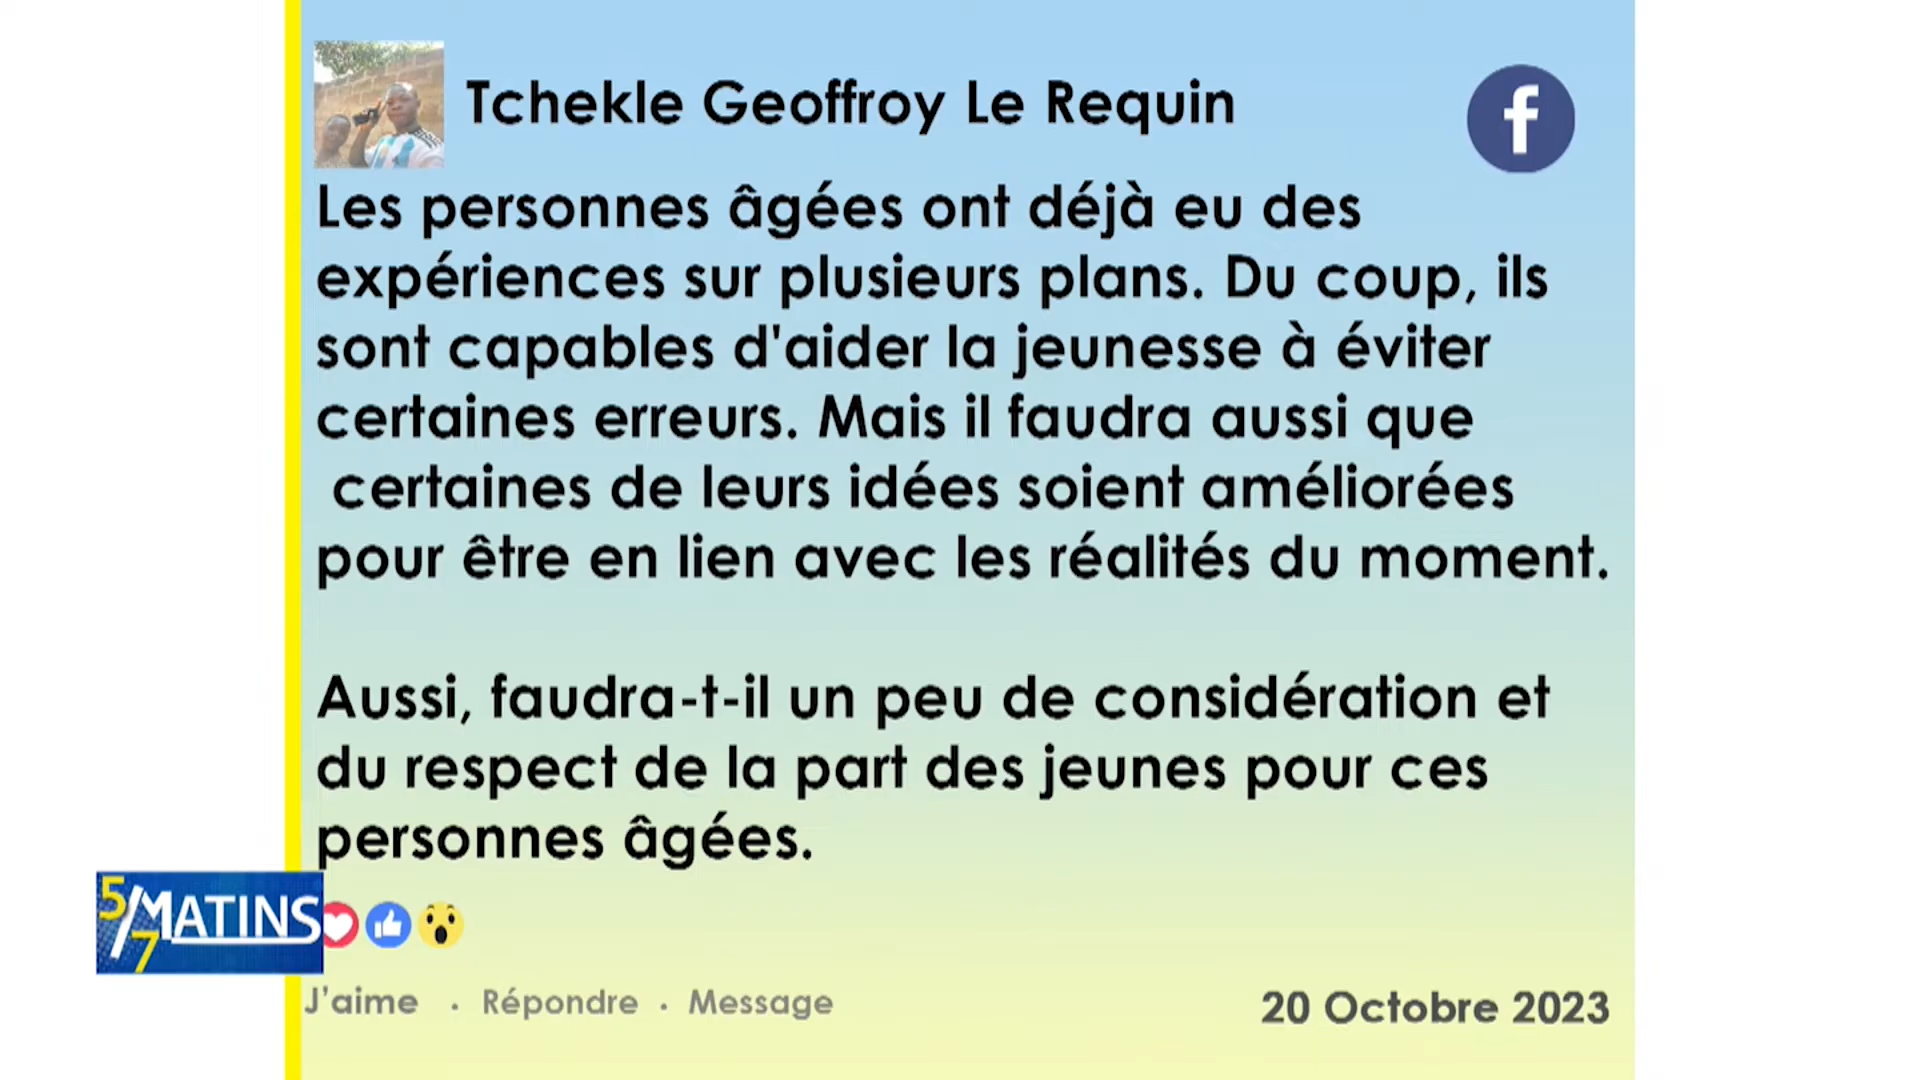 Tchekle Geoffroy Le Requin
f
Les personnes âgées ont déjà eu des
expériences sur plusieurs plans. Du coup, ils
sont capables d'aider la jeunesse à éviter
certaines erreurs. Mais il faudra aussi que
certaines de leurs idées soient améliorées
pour être en lien avec les réalités du moment.
Aussi, faudra-t-il un peu de considération et
du respect de la part des jeunes pour ces
personnes âgées.
5/7 MATINS
J'aime · Répondre · Message
20 Octobre 2023